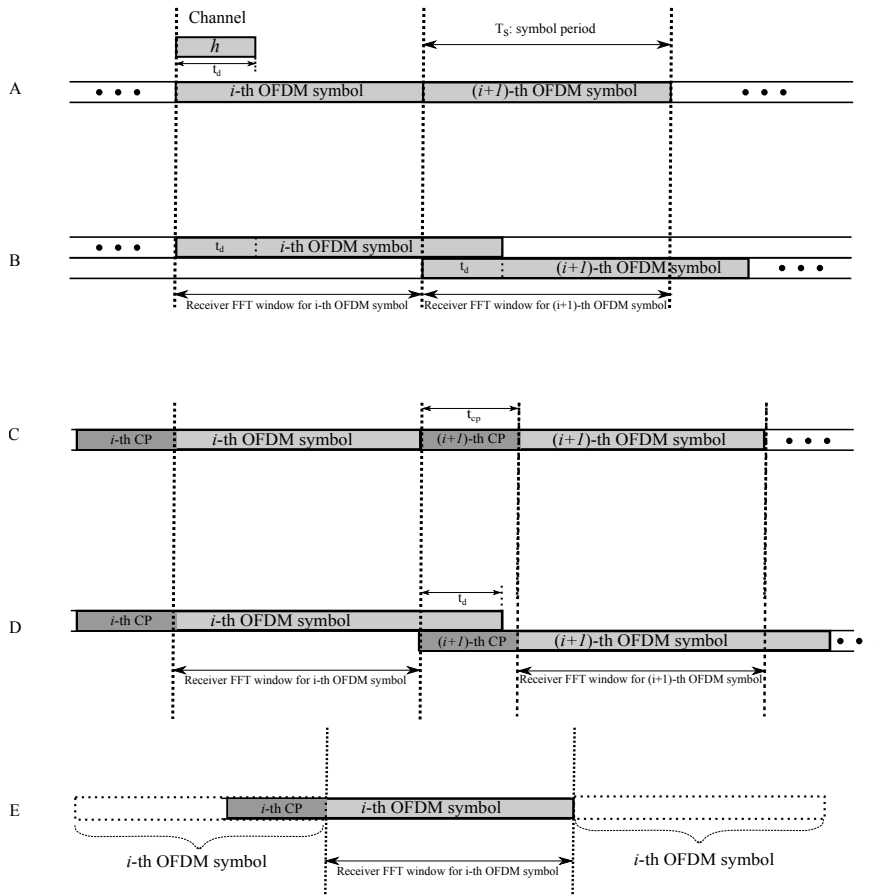 Channel
h
t_d
T_S: symbol period
A
• • • i-th OFDM symbol (i+1)-th OFDM symbol • • •
B
• • • t_d i-th OFDM symbol
t_d (i+1)-th OFDM symbol • • •
Receiver FFT window for i-th OFDM symbol Receiver FFT window for (i+1)-th OFDM symbol
t_cp
C
i-th CP i-th OFDM symbol (i+1)-th CP (i+1)-th OFDM symbol • • •
t_d
D
i-th CP i-th OFDM symbol
(i+1)-th CP (i+1)-th OFDM symbol • •
Receiver FFT window for i-th OFDM symbol Receiver FFT window for (i+1)-th OFDM symbol
E
i-th CP i-th OFDM symbol
i-th OFDM symbol Receiver FFT window for i-th OFDM symbol i-th OFDM symbol